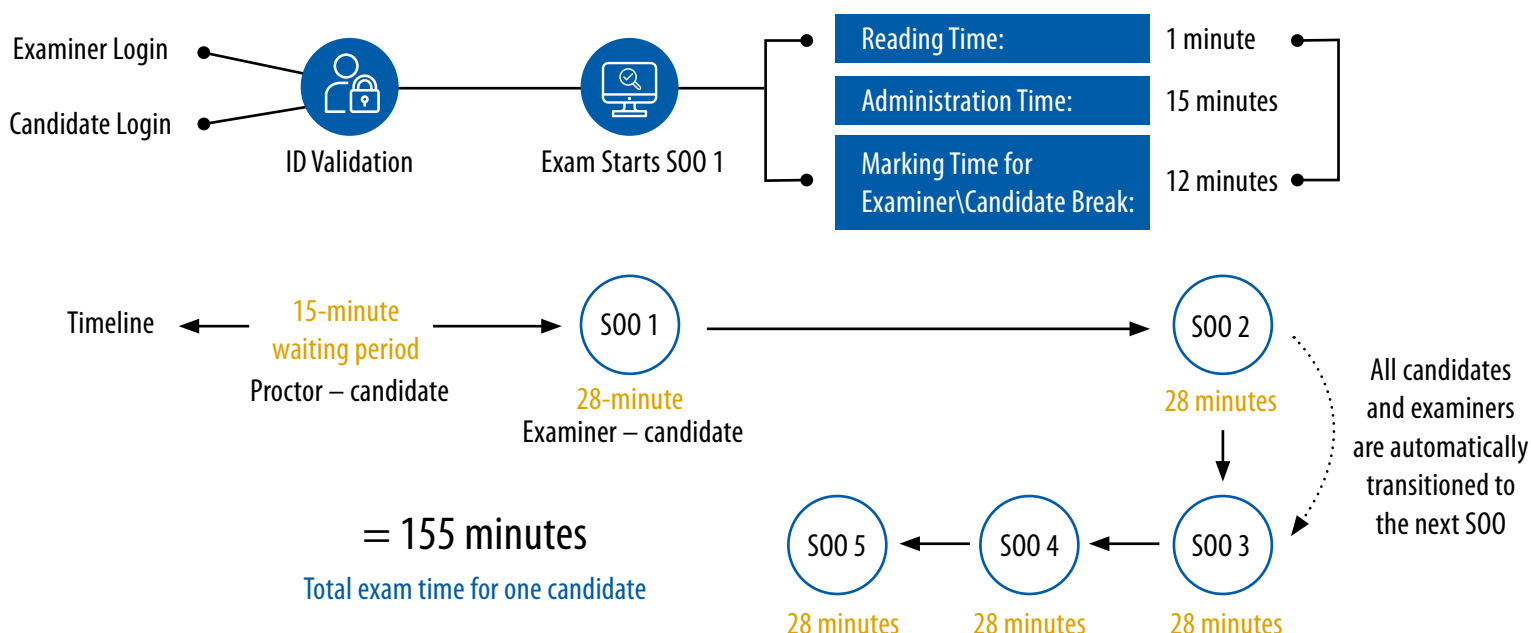 Examiner Login
Candidate Login
ID Validation
Exam Starts SOO 1
Reading Time: 1 minute
Administration Time: 15 minutes
Marking Time for
Examiner\Candidate Break: 12 minutes
Timeline
15-minute
waiting period
Proctor – candidate
SOO 1
28-minute
Examiner – candidate
SOO 2
28 minutes
All candidates
and examiners
are automatically
transitioned to
the next SOO
SOO 3
28 minutes
SOO 4
28 minutes
SOO 5
28 minutes
= 155 minutes
Total exam time for one candidate